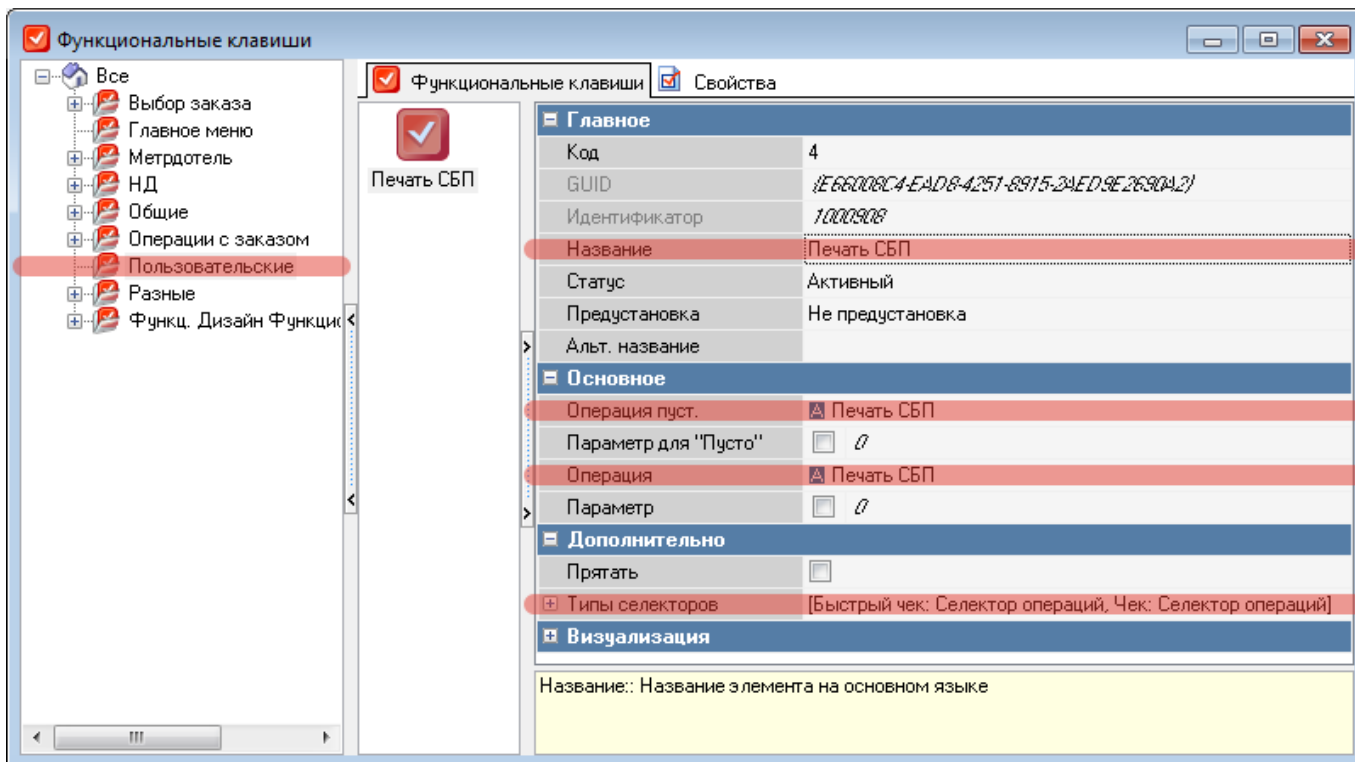 Функциональные клавиши
Все
Выбор заказа
Главное меню
Метрдотель
НД
Общие
Операции с заказом
Пользовательские
Разные
Функц. Дизайн Функци
Функциональные клавиши Свойства
Печать СБП
Главное
Код 4
GUID {E66008C4-EAD8-4251-8915-2AED9E2690A2}
Идентификатор 1000908
Название Печать СБП
Статус Активный
Предустановка Не предустановка
Альт. название
Основное
Операция пуст. Печать СБП
Параметр для "Пусто" 0
Операция Печать СБП
Параметр 0
Дополнительно
Прятать
Типы селекторов [Быстрый чек: Селектор операций, Чек: Селектор операций]
Визуализация
Название:: Название элемента на основном языке